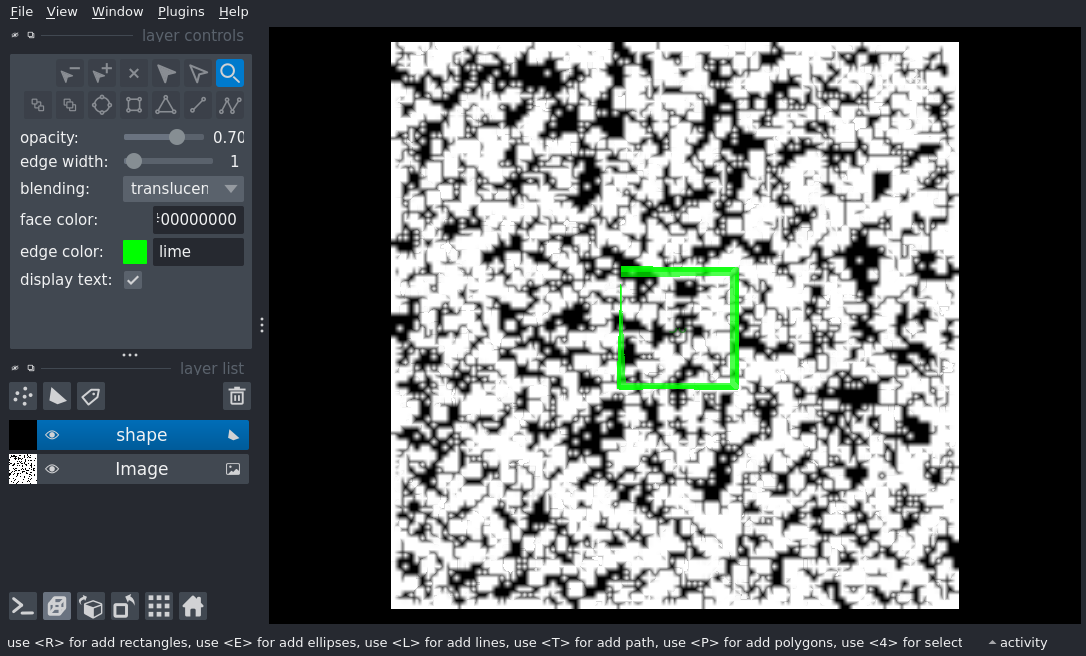 File View Window Plugins Help
layer controls
opacity: 0.70
edge width: 1
blending: translucen
face color: 00000000
edge color: lime
display text:
layer list
shape
Image
use <R> for add rectangles, use <E> for add ellipses, use <L> for add lines, use <T> for add path, use <P> for add polygons, use <4> for select activity